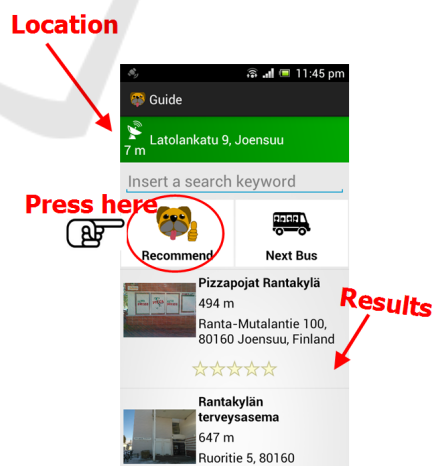 Location
11:45 pm
Guide
7 m
Latolankatu 9, Joensuu
Insert a search keyword
Press here
Recommend
Next Bus
Pizzapojat Rantakylä
494 m
Ranta-Mutalantie 100,
80160 Joensuu, Finland
Results
Rantakylän
terveysasema
647 m
Ruoritie 5, 80160